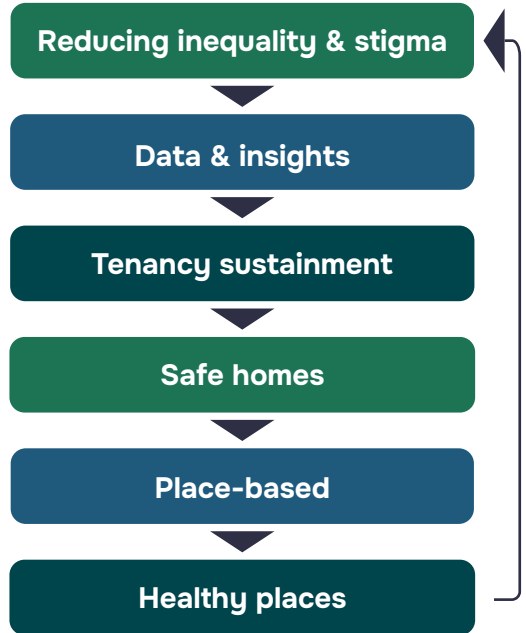 Reducing inequality & stigma
Data & insights
Tenancy sustainment
Safe homes
Place-based
Healthy places